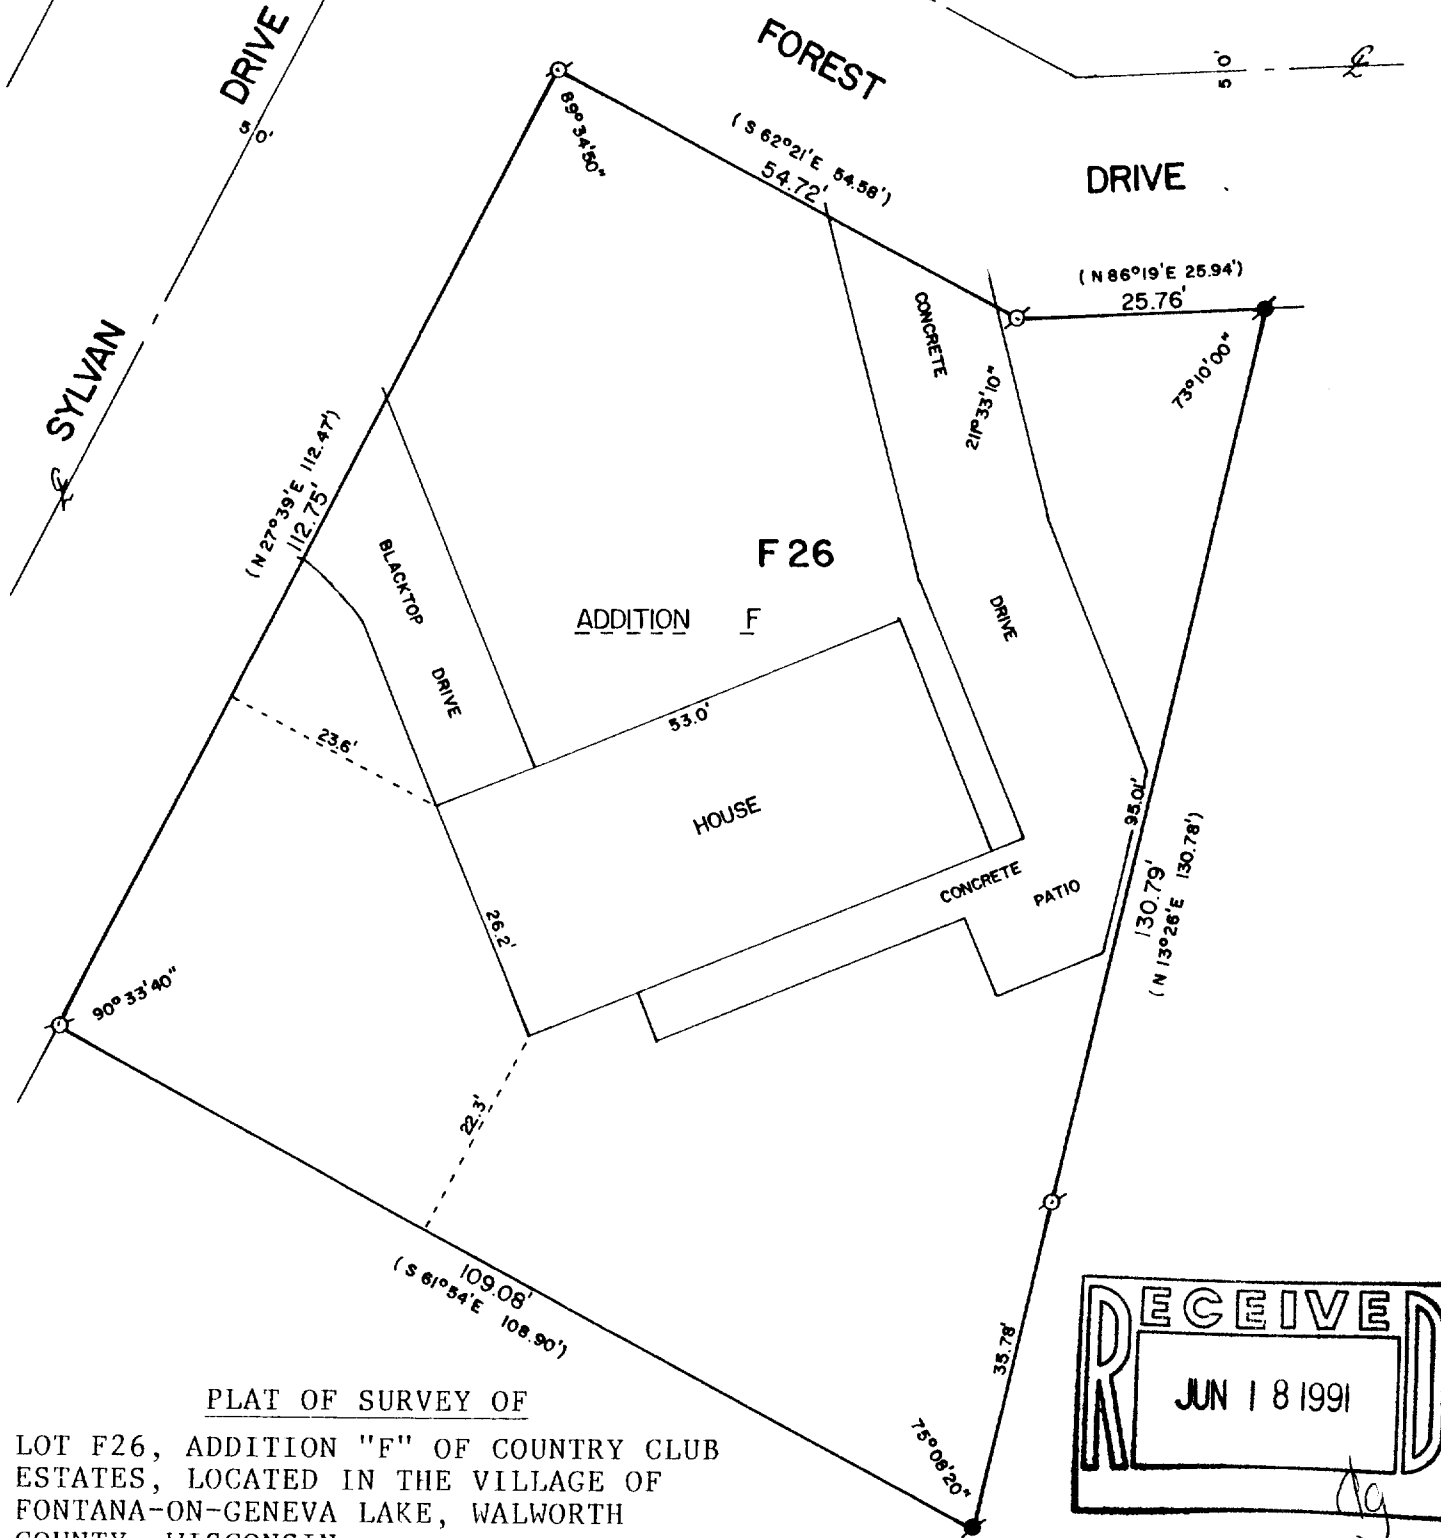 DRIVE
50'
FOREST
50'
℄
DRIVE
SYLVAN
℄
89°34'50"
( S 62°21'E 54.58')
54.72'
( N 86°19'E 25.94')
25.76'
73°10'00"
211°33'10"
CONCRETE
DRIVE
( N 27°39'E 112.47')
112.75'
BLACKTOP
DRIVE
F 26
ADDITION F
23.6'
53.0'
HOUSE
26.2'
CONCRETE
PATIO
95.01'
130.79'
( N 13°26'E 130.78')
90°33'40"
22.3'
109.08'
( S 61°54'E 108.90')
35.78'
75°08'20"
RECEIVED
JUN 18 1991
PLAT OF SURVEY OF
LOT F26, ADDITION "F" OF COUNTRY CLUB
ESTATES, LOCATED IN THE VILLAGE OF
FONTANA-ON-GENEVA LAKE, WALWORTH
COUNTY, WISCONSIN